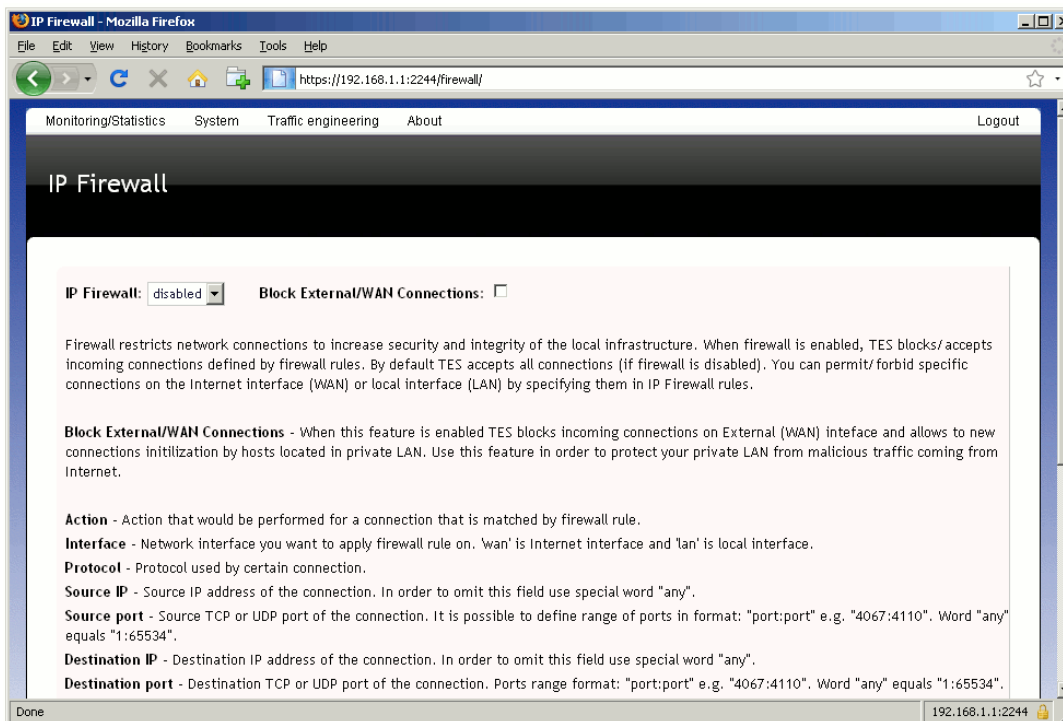 IP Firewall - Mozilla Firefox
File Edit View History Bookmarks Tools Help
https://192.168.1.1:2244/firewall/
Monitoring/Statistics System Traffic engineering About Logout
IP Firewall
IP Firewall: disabled Block External/WAN Connections:
Firewall restricts network connections to increase security and integrity of the local infrastructure. When firewall is enabled, TES blocks/accepts
incoming connections defined by firewall rules. By default TES accepts all connections (if firewall is disabled). You can permit/forbid specific
connections on the Internet interface (WAN) or local interface (LAN) by specifying them in IP Firewall rules.
Block External/WAN Connections - When this feature is enabled TES blocks incoming connections on External (WAN) inteface and allows to new
connections initilization by hosts located in private LAN. Use this feature in order to protect your private LAN from malicious traffic coming from
Internet.
Action - Action that would be performed for a connection that is matched by firewall rule.
Interface - Network interface you want to apply firewall rule on. 'wan' is Internet interface and 'lan' is local interface.
Protocol - Protocol used by certain connection.
Source IP - Source IP address of the connection. In order to omit this field use special word "any".
Source port - Source TCP or UDP port of the connection. It is possible to define range of ports in format: "port:port" e.g. "4067:4110". Word "any"
equals "1:65534".
Destination IP - Destination IP address of the connection. In order to omit this field use special word "any".
Destination port - Destination TCP or UDP port of the connection. Ports range format: "port:port" e.g. "4067:4110". Word "any" equals "1:65534".
Done 192.168.1.1:2244